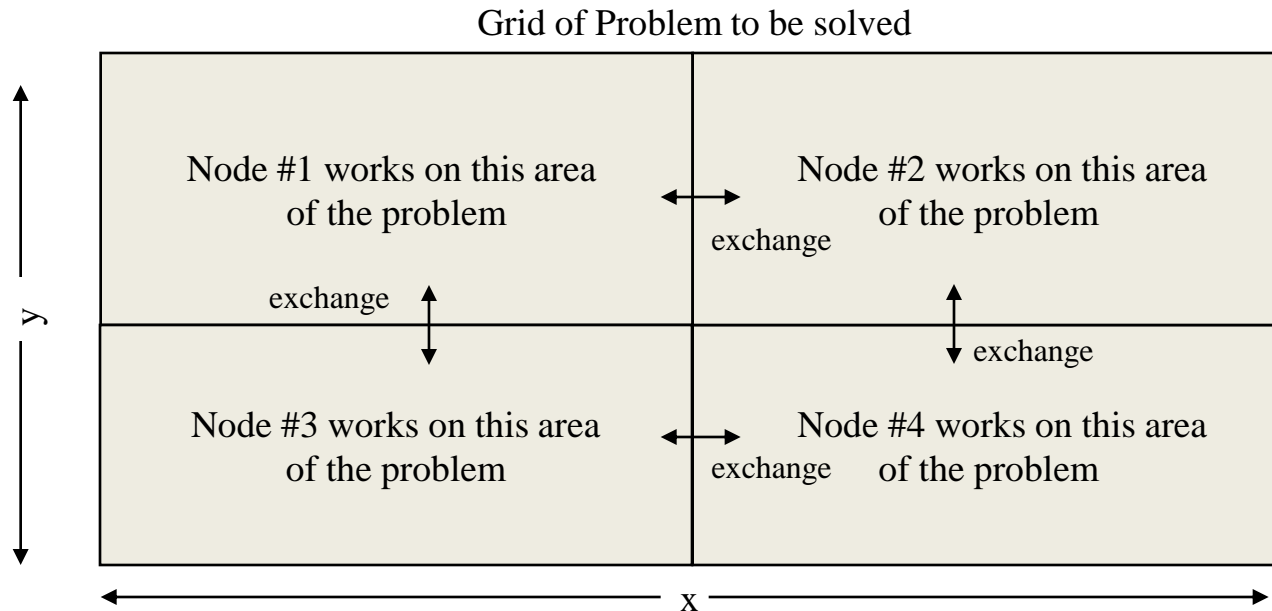 Grid of Problem to be solved
Node #1 works on this area
of the problem
Node #2 works on this area
of the problem
exchange
exchange
y
exchange
Node #3 works on this area
of the problem
Node #4 works on this area
of the problem
exchange
x